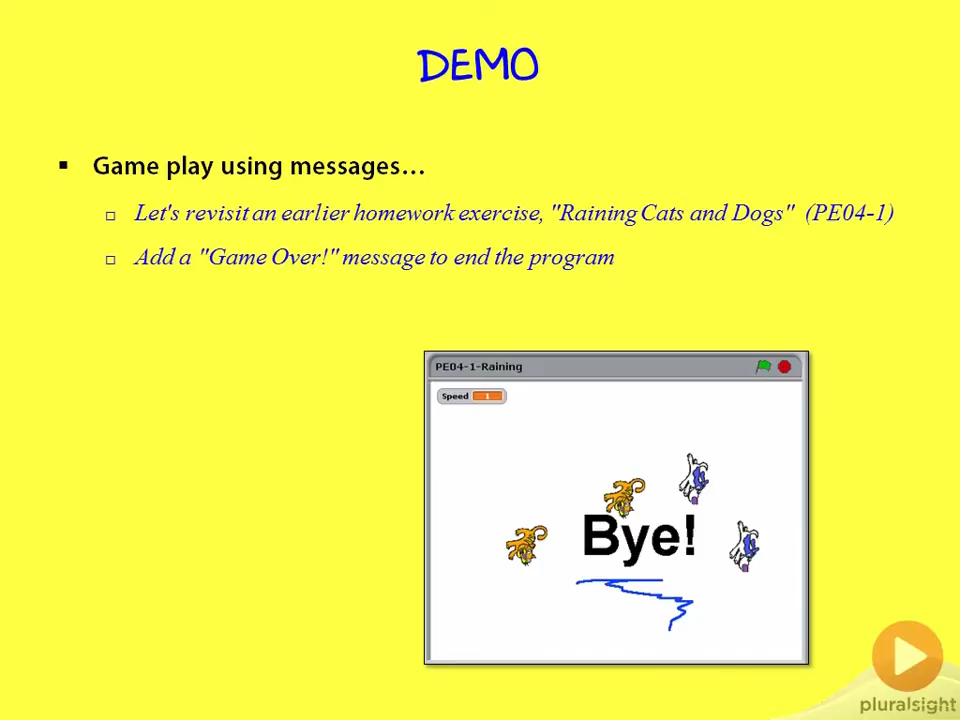 DEMO
Game play using messages...
Let's revisit an earlier homework exercise, "Raining Cats and Dogs" (PE04-1)
Add a "Game Over!" message to end the program
PE04-1-Raining
Speed 1
Bye!
pluralsight